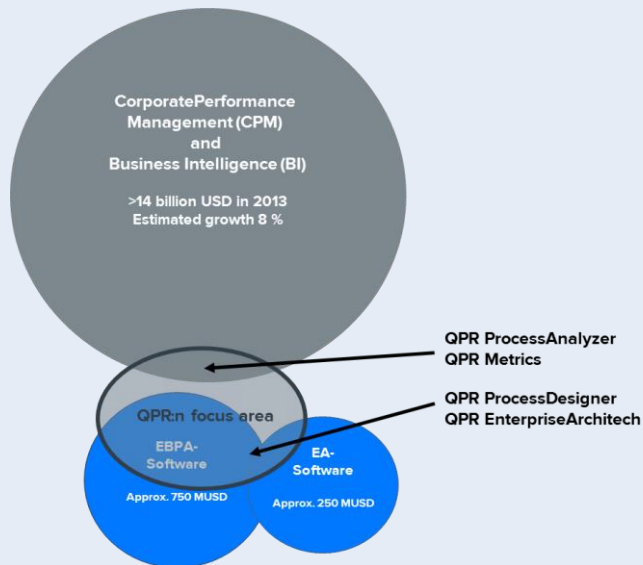 CorporatePerformance
Management (CPM)
and
Business Intelligence (BI)
>14 billion USD in 2013
Estimated growth 8 %
QPR ProcessAnalyzer
QPR Metrics
QPR ProcessDesigner
QPR EnterpriseArchitech
QPR:n focus area
EBPA-
Software
Approx. 750 MUSD
EA-
Software
Approx. 250 MUSD